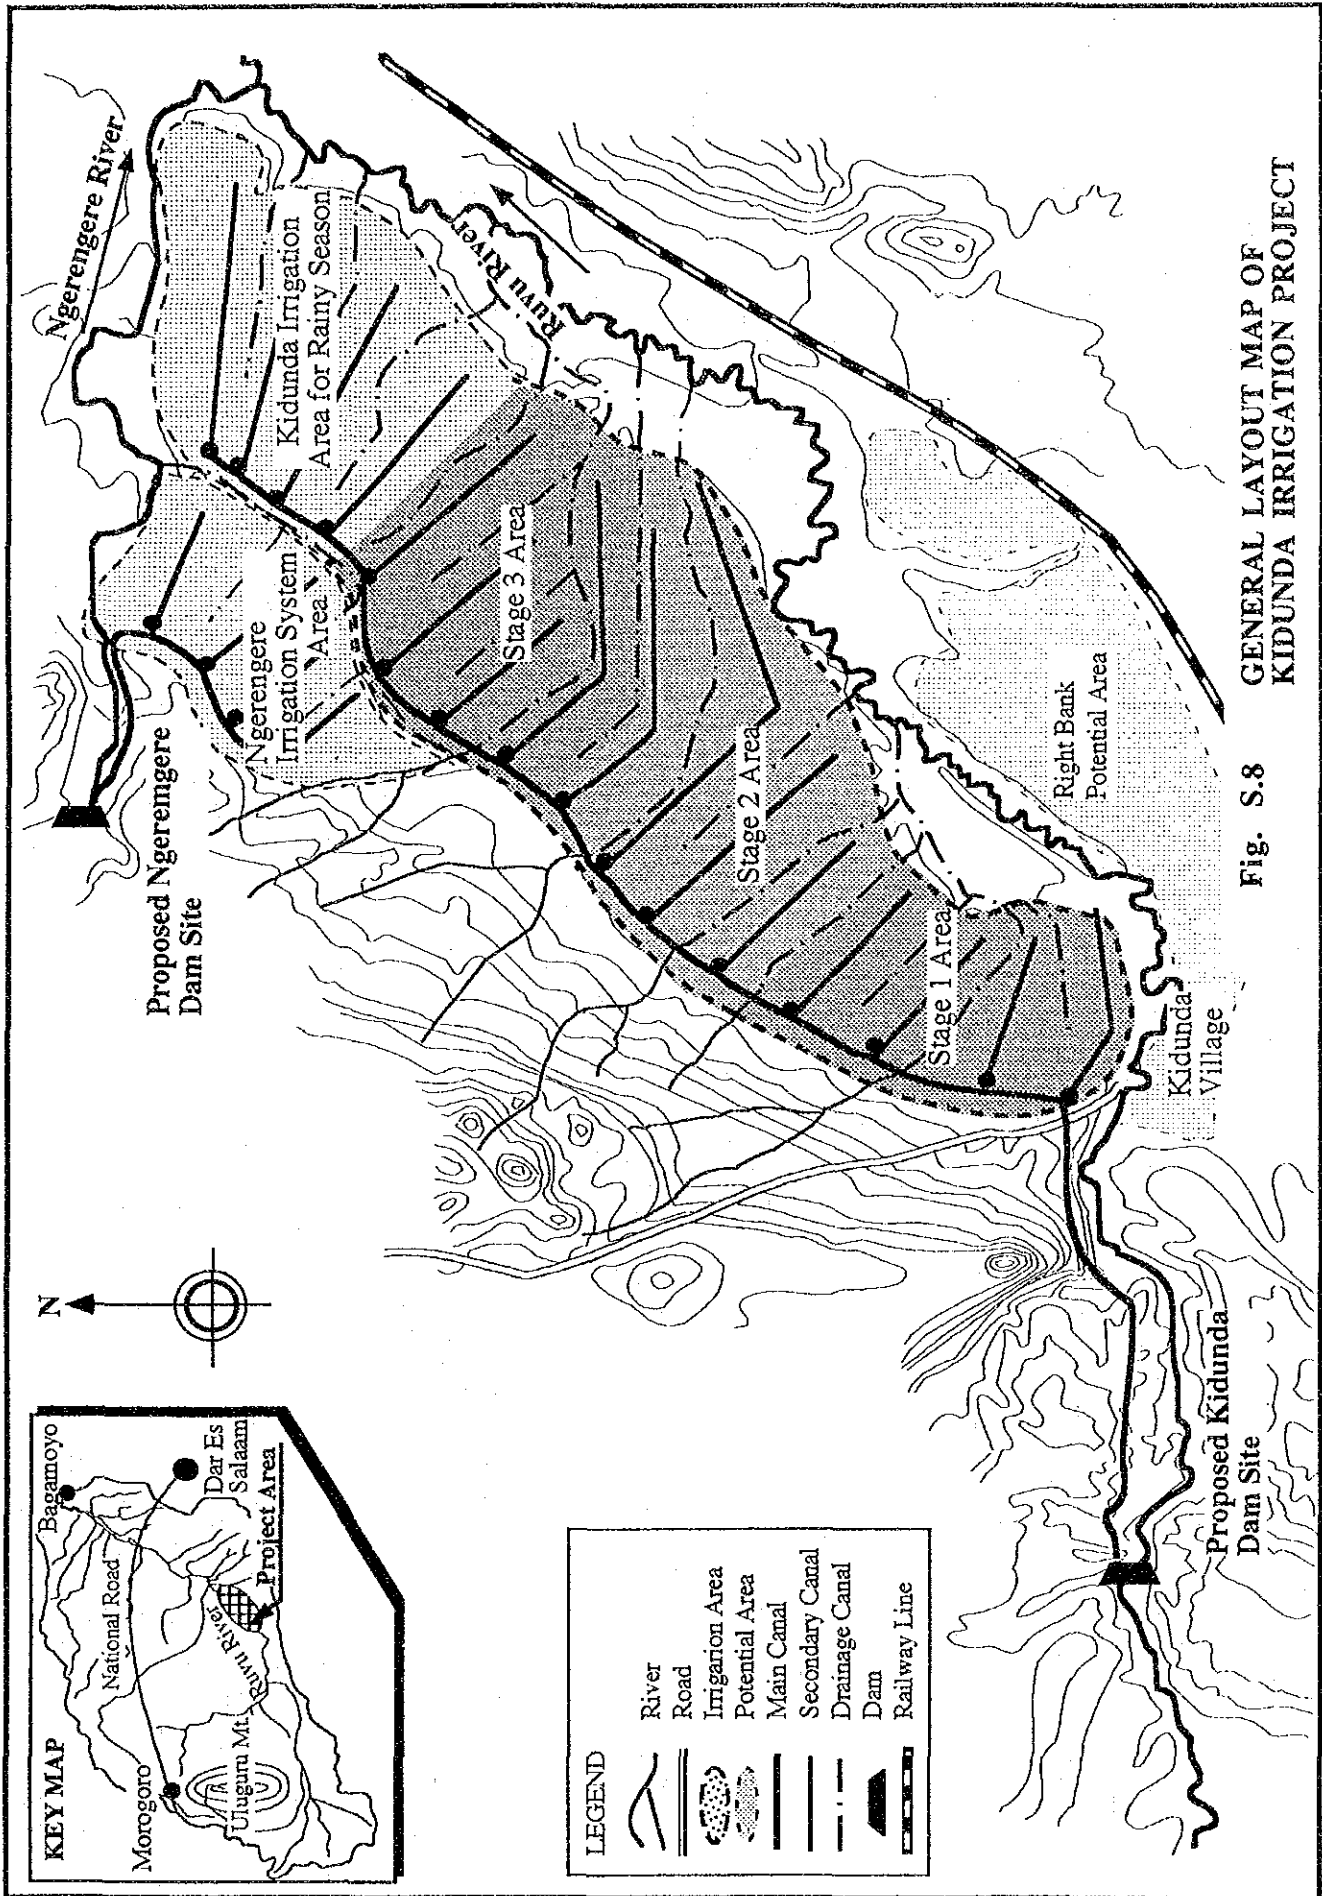 KEY MAP
Bagamoyo
National Road
Dar Es
Salaam
Morogoro
Ruvu River
Project Area
Uluguru Mt.
N
LEGEND
River
Road
Irrigarion Area
Potential Area
Main Canal
Secondary Canal
Drainage Canal
Dam
Railway Line
Ngerengere River
Proposed Ngeremgere
Dam Site
Ngerengere
Irrigation System
Area
Kidunda Irrigation
Area for Rainy Season
Ruvu River
Stage 3 Area
Stage 2 Area
Stage 1 Area
Right Bank
Potential Area
Kidunda
Village
Proposed Kidunda
Dam Site
Fig. S.8 GENERAL LAYOUT MAP OF
KIDUNDA IRRIGATION PROJECT